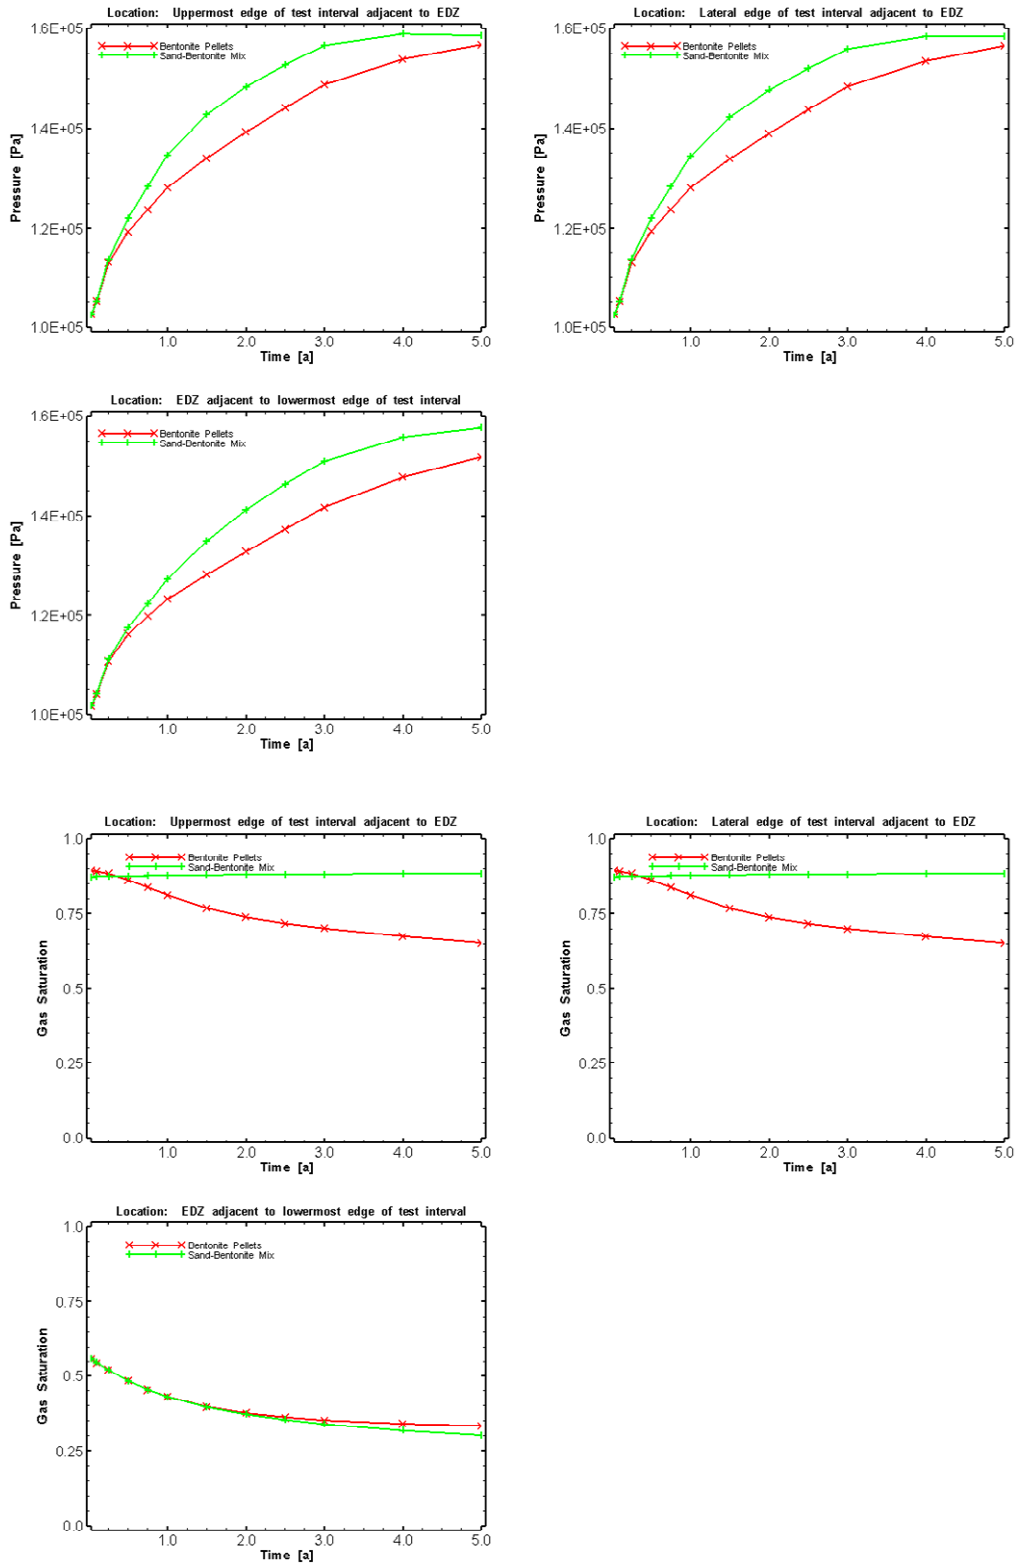 Location: Uppermost edge of test interval adjacent to EDZ
1.6E+05
Bentonite Pellets
Sand-Bentonite Mix
1.4E+05
Pressure [Pa]
1.2E+05
1.0E+05
1.0 2.0 3.0 4.0 5.0
Time [a]
Location: Lateral edge of test interval adjacent to EDZ
1.6E+05
Bentonite Pellets
Sand-Bentonite Mix
1.4E+05
Pressure [Pa]
1.2E+05
1.0E+05
1.0 2.0 3.0 4.0 5.0
Time [a]
Location: EDZ adjacent to lowermost edge of test interval
1.6E+05
Bentonite Pellets
Sand-Bentonite Mix
1.4E+05
Pressure [Pa]
1.2E+05
1.0E+05
1.0 2.0 3.0 4.0 5.0
Time [a]
Location: Uppermost edge of test interval adjacent to EDZ
1.0
Bentonite Pellets
Sand-Bentonite Mix
0.75
Gas Saturation
0.5
0.25
0.0
1.0 2.0 3.0 4.0 5.0
Time [a]
Location: Lateral edge of test interval adjacent to EDZ
1.0
Bentonite Pellets
Sand-Bentonite Mix
0.75
Gas Saturation
0.5
0.25
0.0
1.0 2.0 3.0 4.0 5.0
Time [a]
Location: EDZ adjacent to lowermost edge of test interval
1.0
Bentonite Pellets
Sand-Bentonite Mix
0.75
Gas Saturation
0.5
0.25
0.0
1.0 2.0 3.0 4.0 5.0
Time [a]